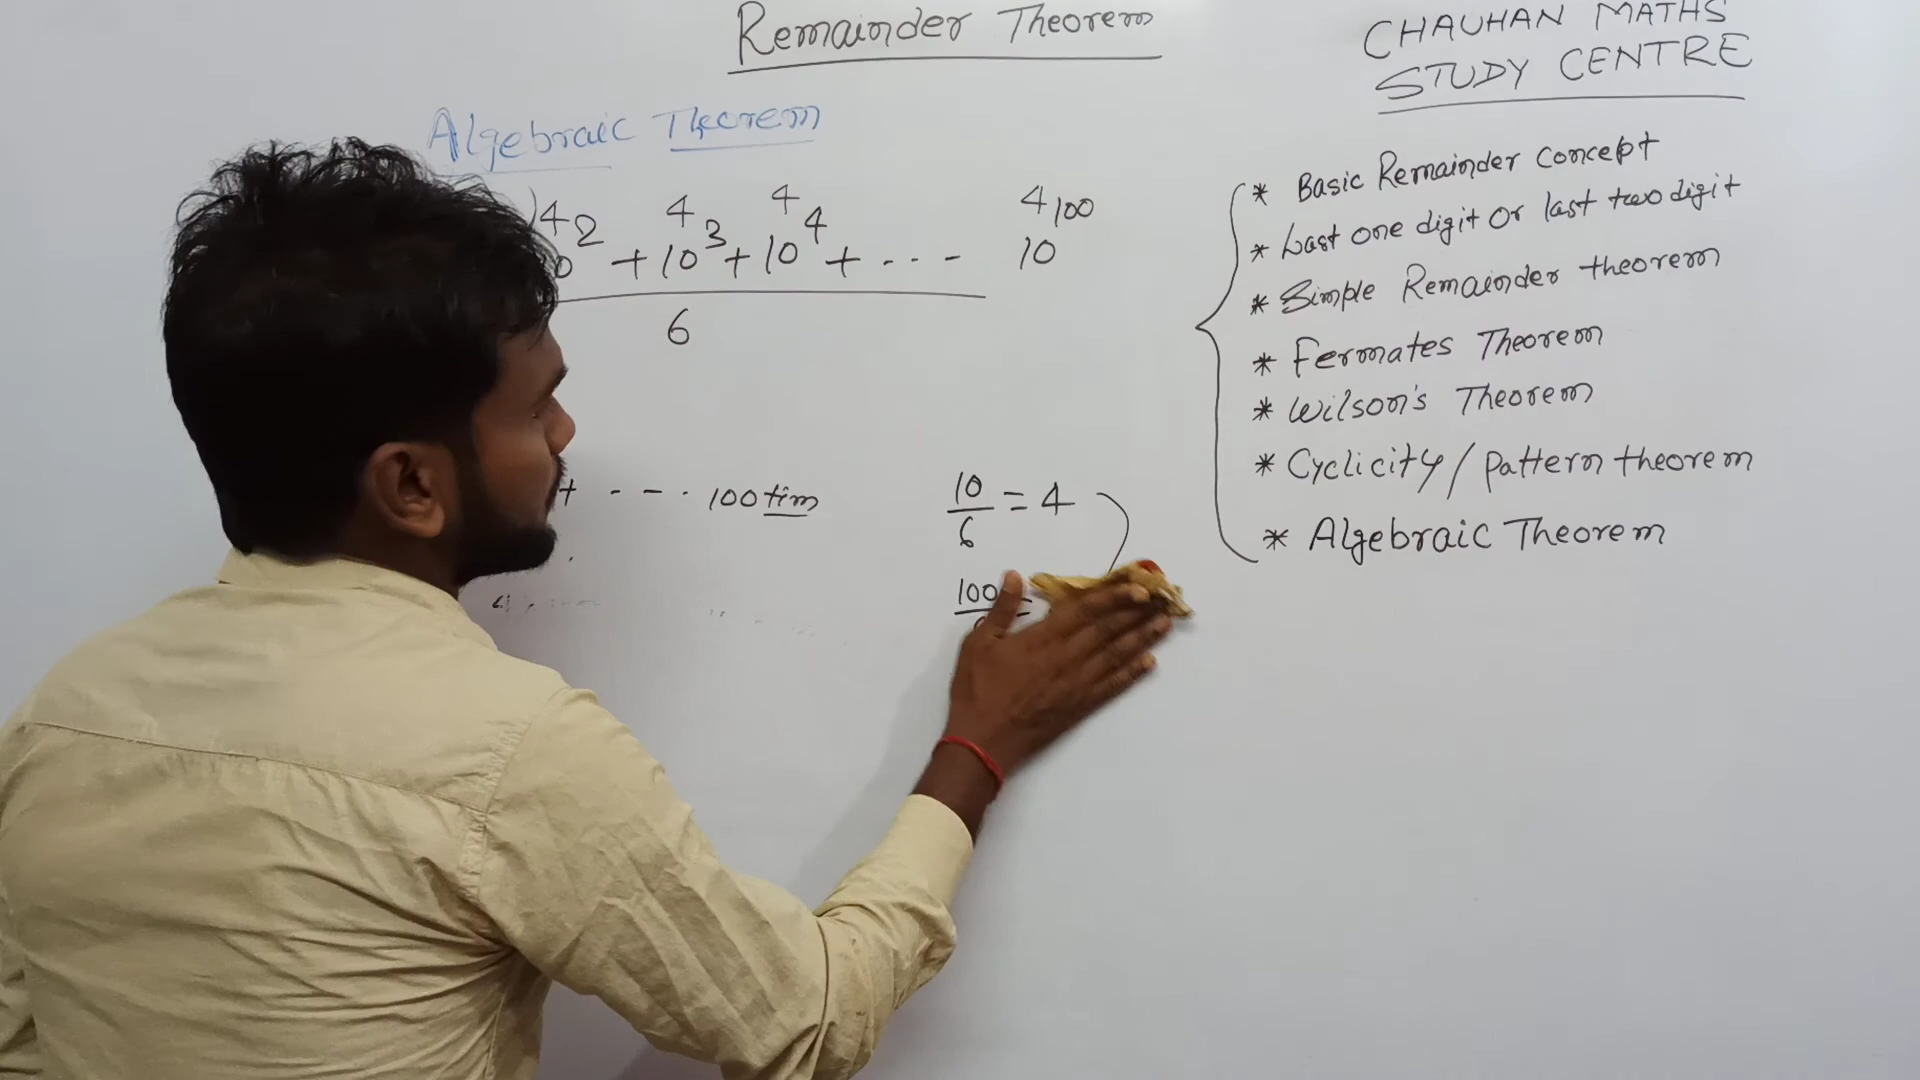 Remainder Theorem
CHAUHAN MATHS
STUDY CENTRE
Algebraic Theorem
4 4 4 4
2 + 10 3 + 10 4 + - - - 10 100
6
+ - - - 100 tim
10/6 = 4
100
* Basic Remainder concept
* Last one digit or last two digit
* Simple Remainder theorem
* Fermates Theorem
* Wilson's Theorem
* Cyclicity / Pattern theorem
* Algebraic Theorem